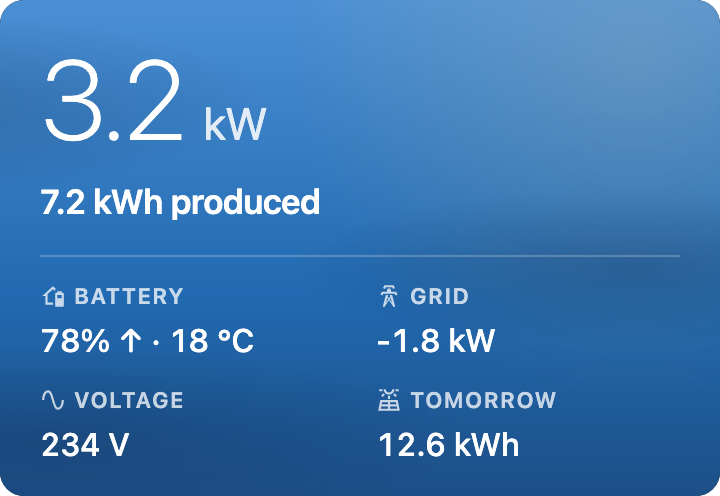 3.2 kW
7.2 kWh produced
BATTERY
78% ↑ · 18 °C
GRID
-1.8 kW
VOLTAGE
234 V
TOMORROW
12.6 kWh